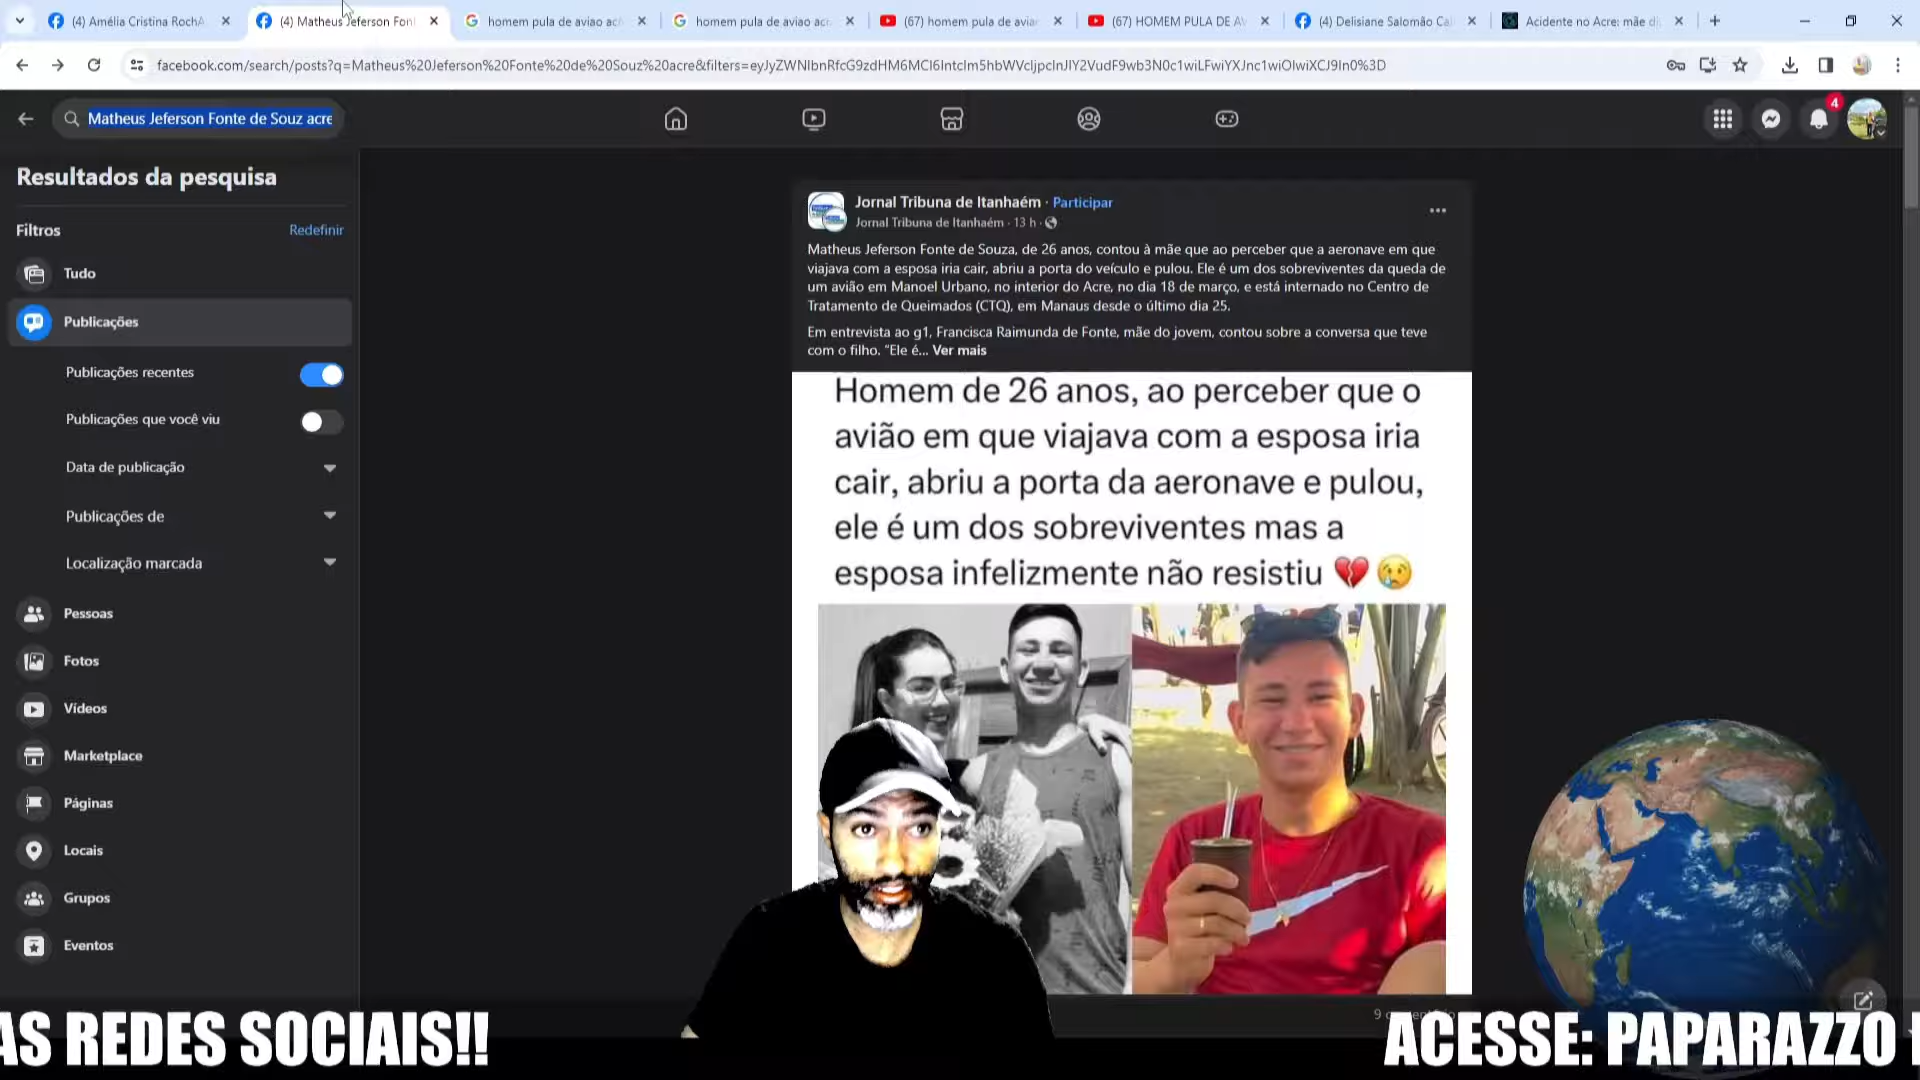 (4) Amélia Cristina RochA
(4) Matheus Jeferson Font
homem pula de aviao acr
homem pula de aviao acr
(67) homem pula de avia
(67) HOMEM PULA DE AV
(4) Delisiane Salomão Ca
Acidente no Acre: mãe di
facebook.com/search/posts?q=Matheus%20Jeferson%20Fonte%20de%20Souz%20acre&filters=
Matheus Jeferson Fonte de Souz acre
4
Resultados da pesquisa
Filtros
Redefinir
Tudo
Publicações
Publicações recentes
Publicações que você viu
Data de publicação
Publicações de
Localização marcada
Pessoas
Fotos
Vídeos
Marketplace
Páginas
Locais
Grupos
Eventos
Jornal Tribuna de Itanhaém · Participar
Jornal Tribuna de Itanhaém · 13 h ·
Matheus Jeferson Fonte de Souza, de 26 anos, contou à mãe que ao perceber que a aeronave em que
viajava com a esposa iria cair, abriu a porta do veículo e pulou. Ele é um dos sobreviventes da queda de
um avião em Manoel Urbano, no interior do Acre, no dia 18 de março, e está internado no Centro de
Tratamento de Queimados (CTQ), em Manaus desde o último dia 25.
Em entrevista ao g1, Francisca Raimunda de Fonte, mãe do jovem, contou sobre a conversa que teve
com o filho. “Ele é... Ver mais
Homem de 26 anos, ao perceber que o
avião em que viajava com a esposa iria
cair, abriu a porta da aeronave e pulou,
ele é um dos sobreviventes mas a
esposa infelizmente não resistiu 💔 😢
AS REDES SOCIAIS!!
ACESSE: PAPARAZZO